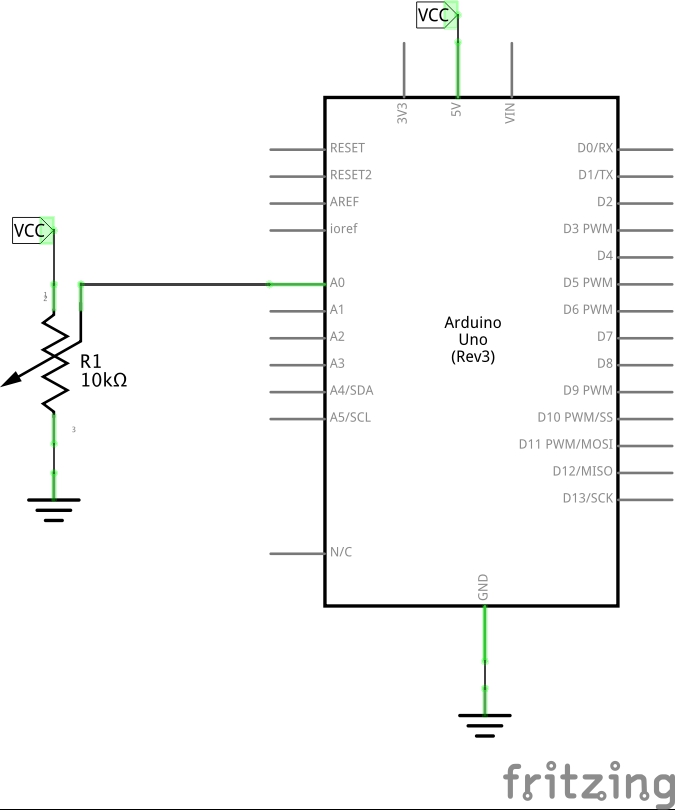 VCC
3V3
5V
VIN
RESET
D0/RX
RESET2
D1/TX
AREF
D2
ioref
D3 PWM
VCC
D4
A0
D5 PWM
A1
D6 PWM
Arduino
Uno
(Rev3)
A2
D7
A3
D8
R1
10kΩ
A4/SDA
D9 PWM
A5/SCL
D10 PWM/SS
3
D11 PWM/MOSI
D12/MISO
D13/SCK
N/C
GND
fritzing